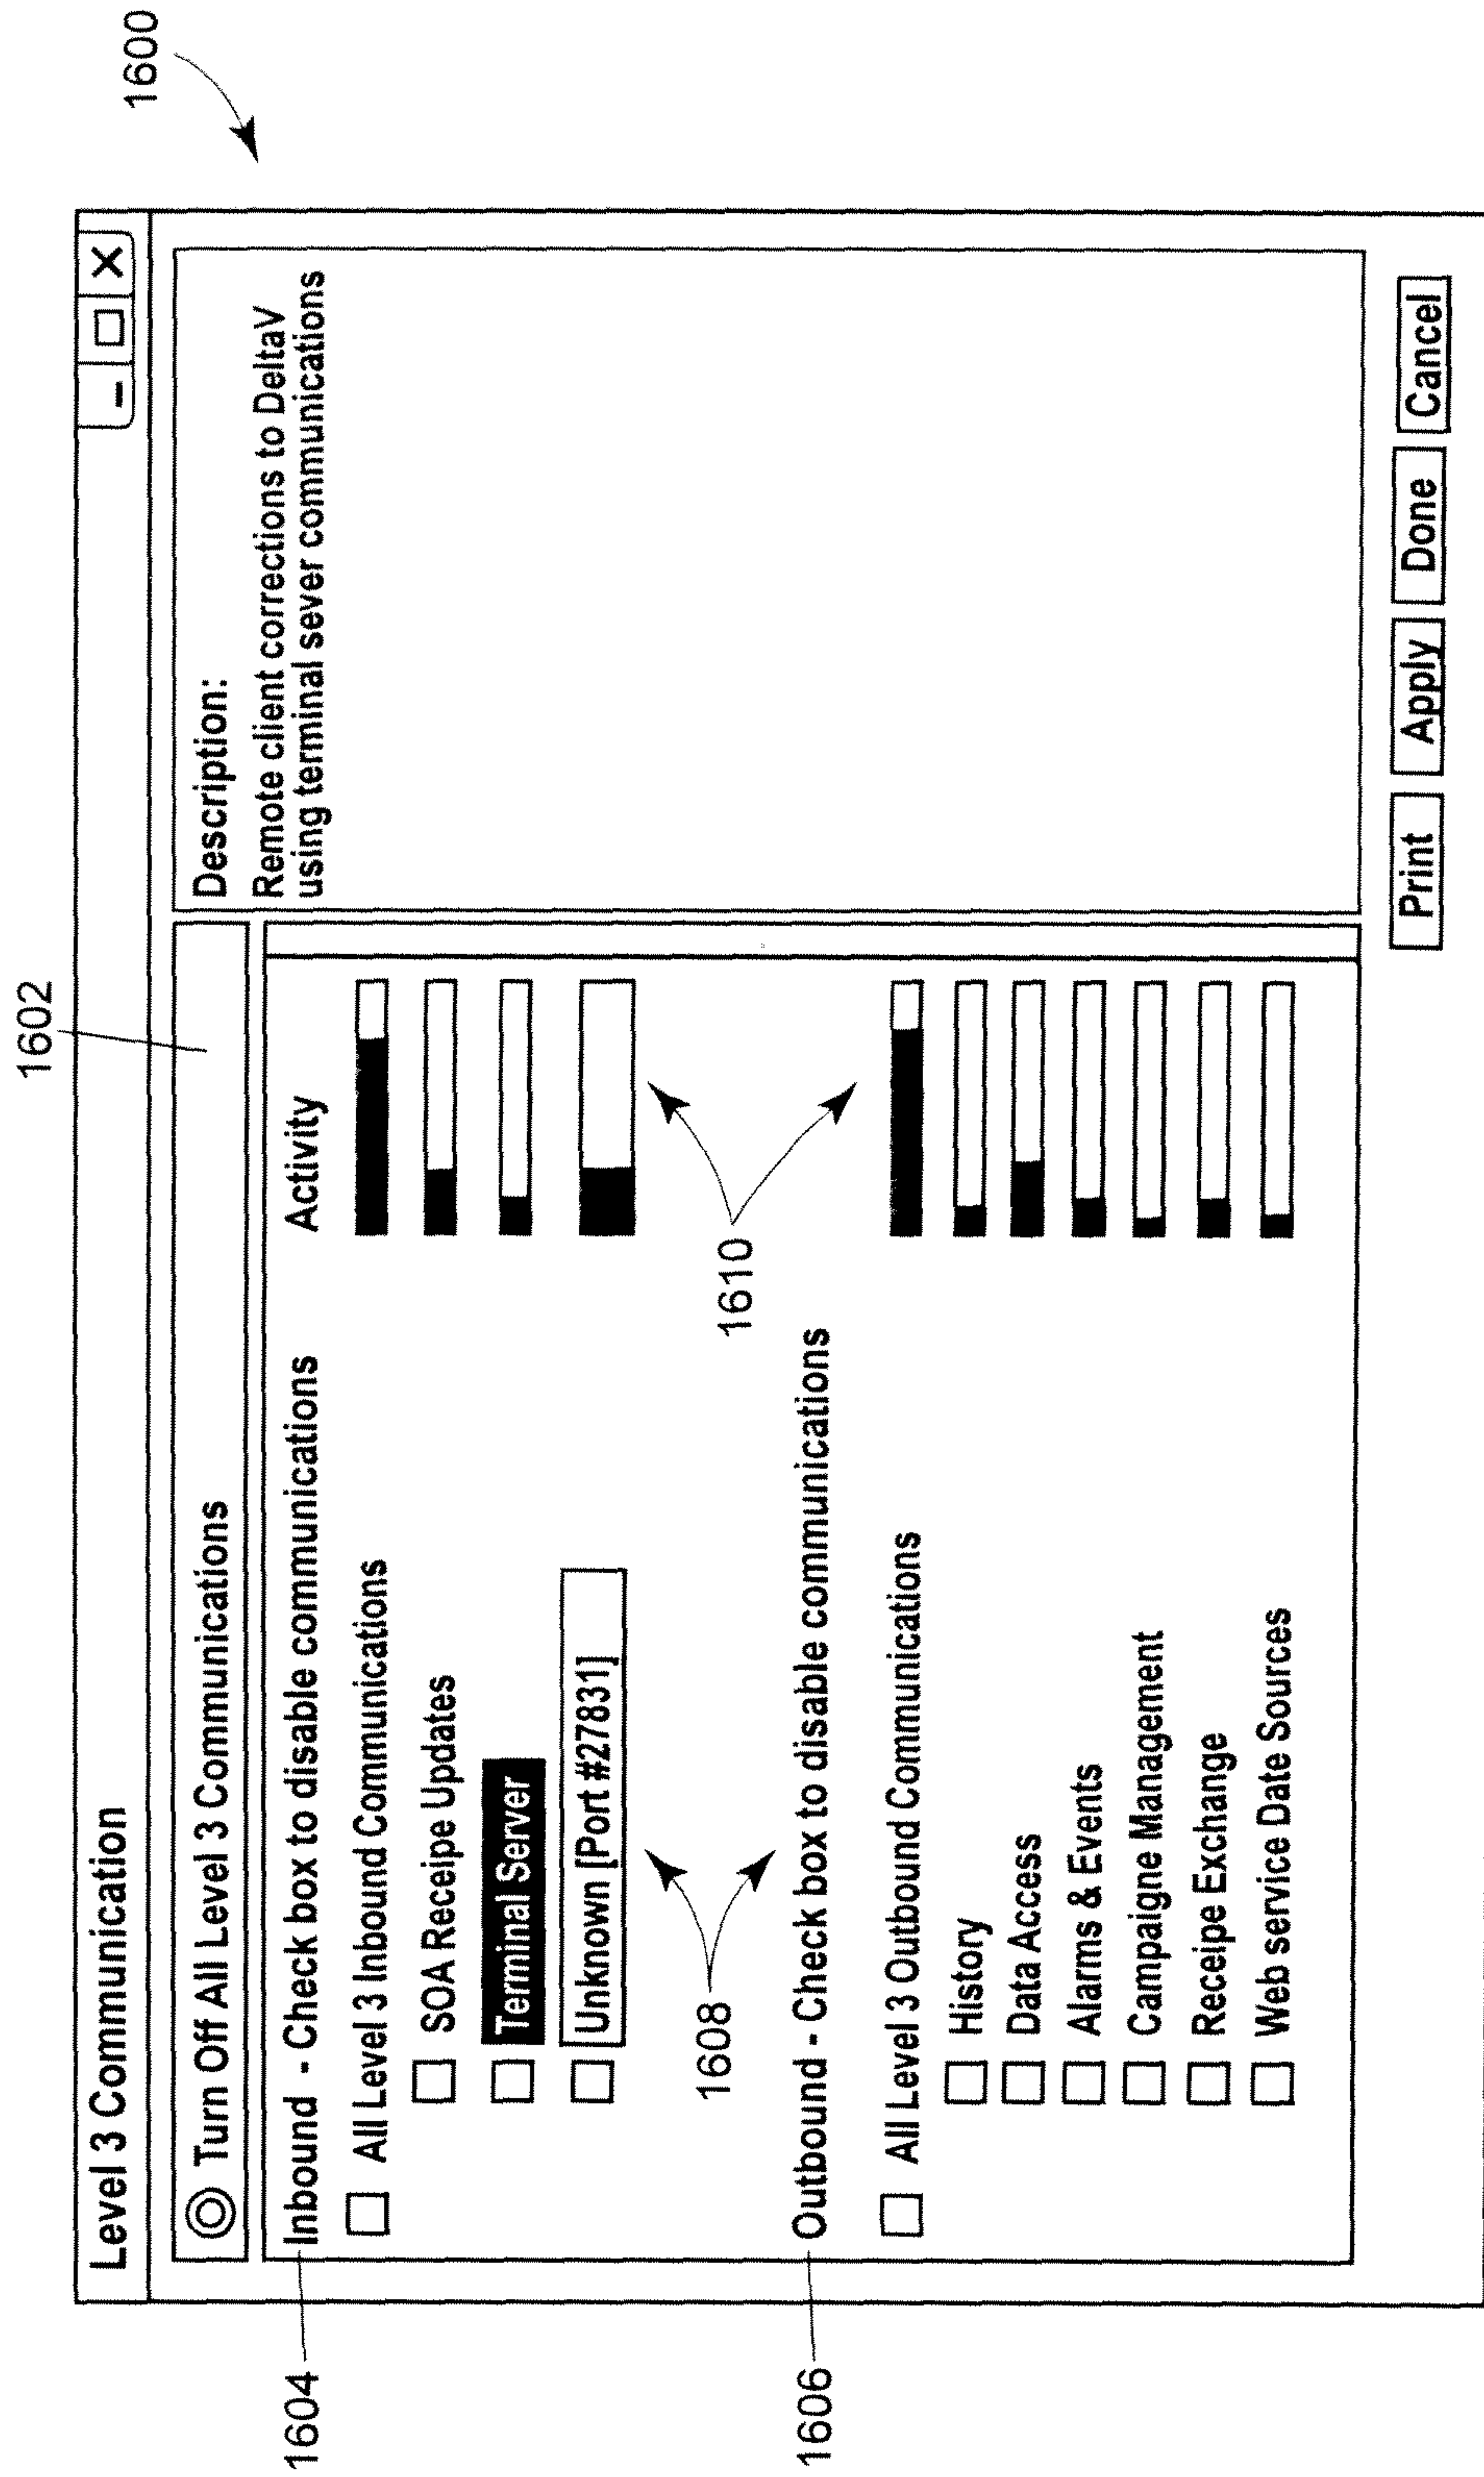 1600
Level 3 Communication
1602
Turn Off All Level 3 Communications
1604
Inbound - Check box to disable communications
Activity
All Level 3 Inbound Communications
SOA Receipe Updates
Terminal Server
Unknown [Port #27831]
1608
1610
1606
Outbound - Check box to disable communications
All Level 3 Outbound Communications
History
Data Access
Alarms & Events
Campaigne Management
Receipe Exchange
Web service Date Sources
Description:
Remote client corrections to DeltaV
using terminal sever communications
Print
Apply
Done
Cancel